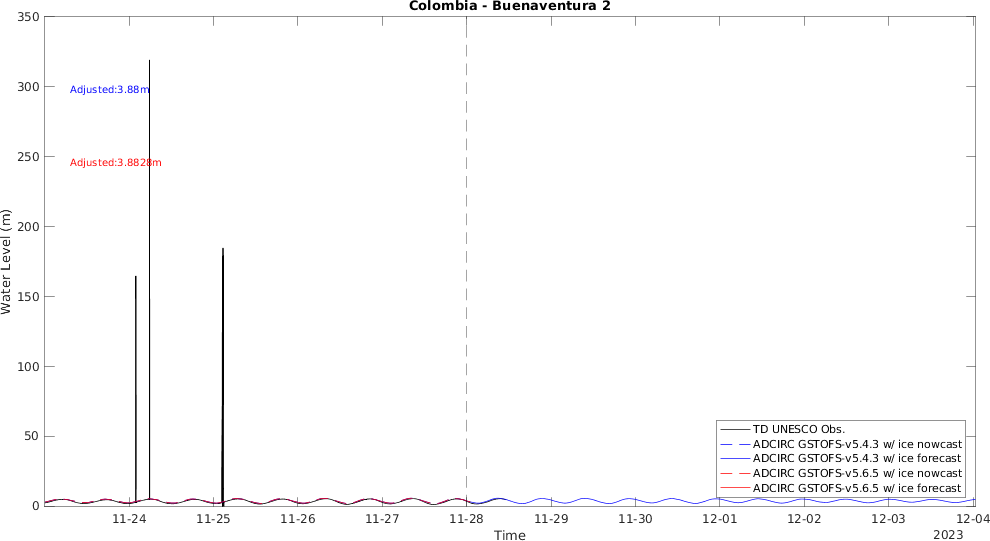 Colombia - Buenaventura 2
350
300
250
200
150
100
50
0
Water Level (m)
Adjusted:3.88m
Adjusted:3.8828m
TD UNESCO Obs.
ADCIRC GSTOFS-v5.4.3 w/ ice nowcast
ADCIRC GSTOFS-v5.4.3 w/ ice forecast
ADCIRC GSTOFS-v5.6.5 w/ ice nowcast
ADCIRC GSTOFS-v5.6.5 w/ ice forecast
11-24 11-25 11-26 11-27 11-28 11-29 11-30 12-01 12-02 12-03 12-04
Time
2023